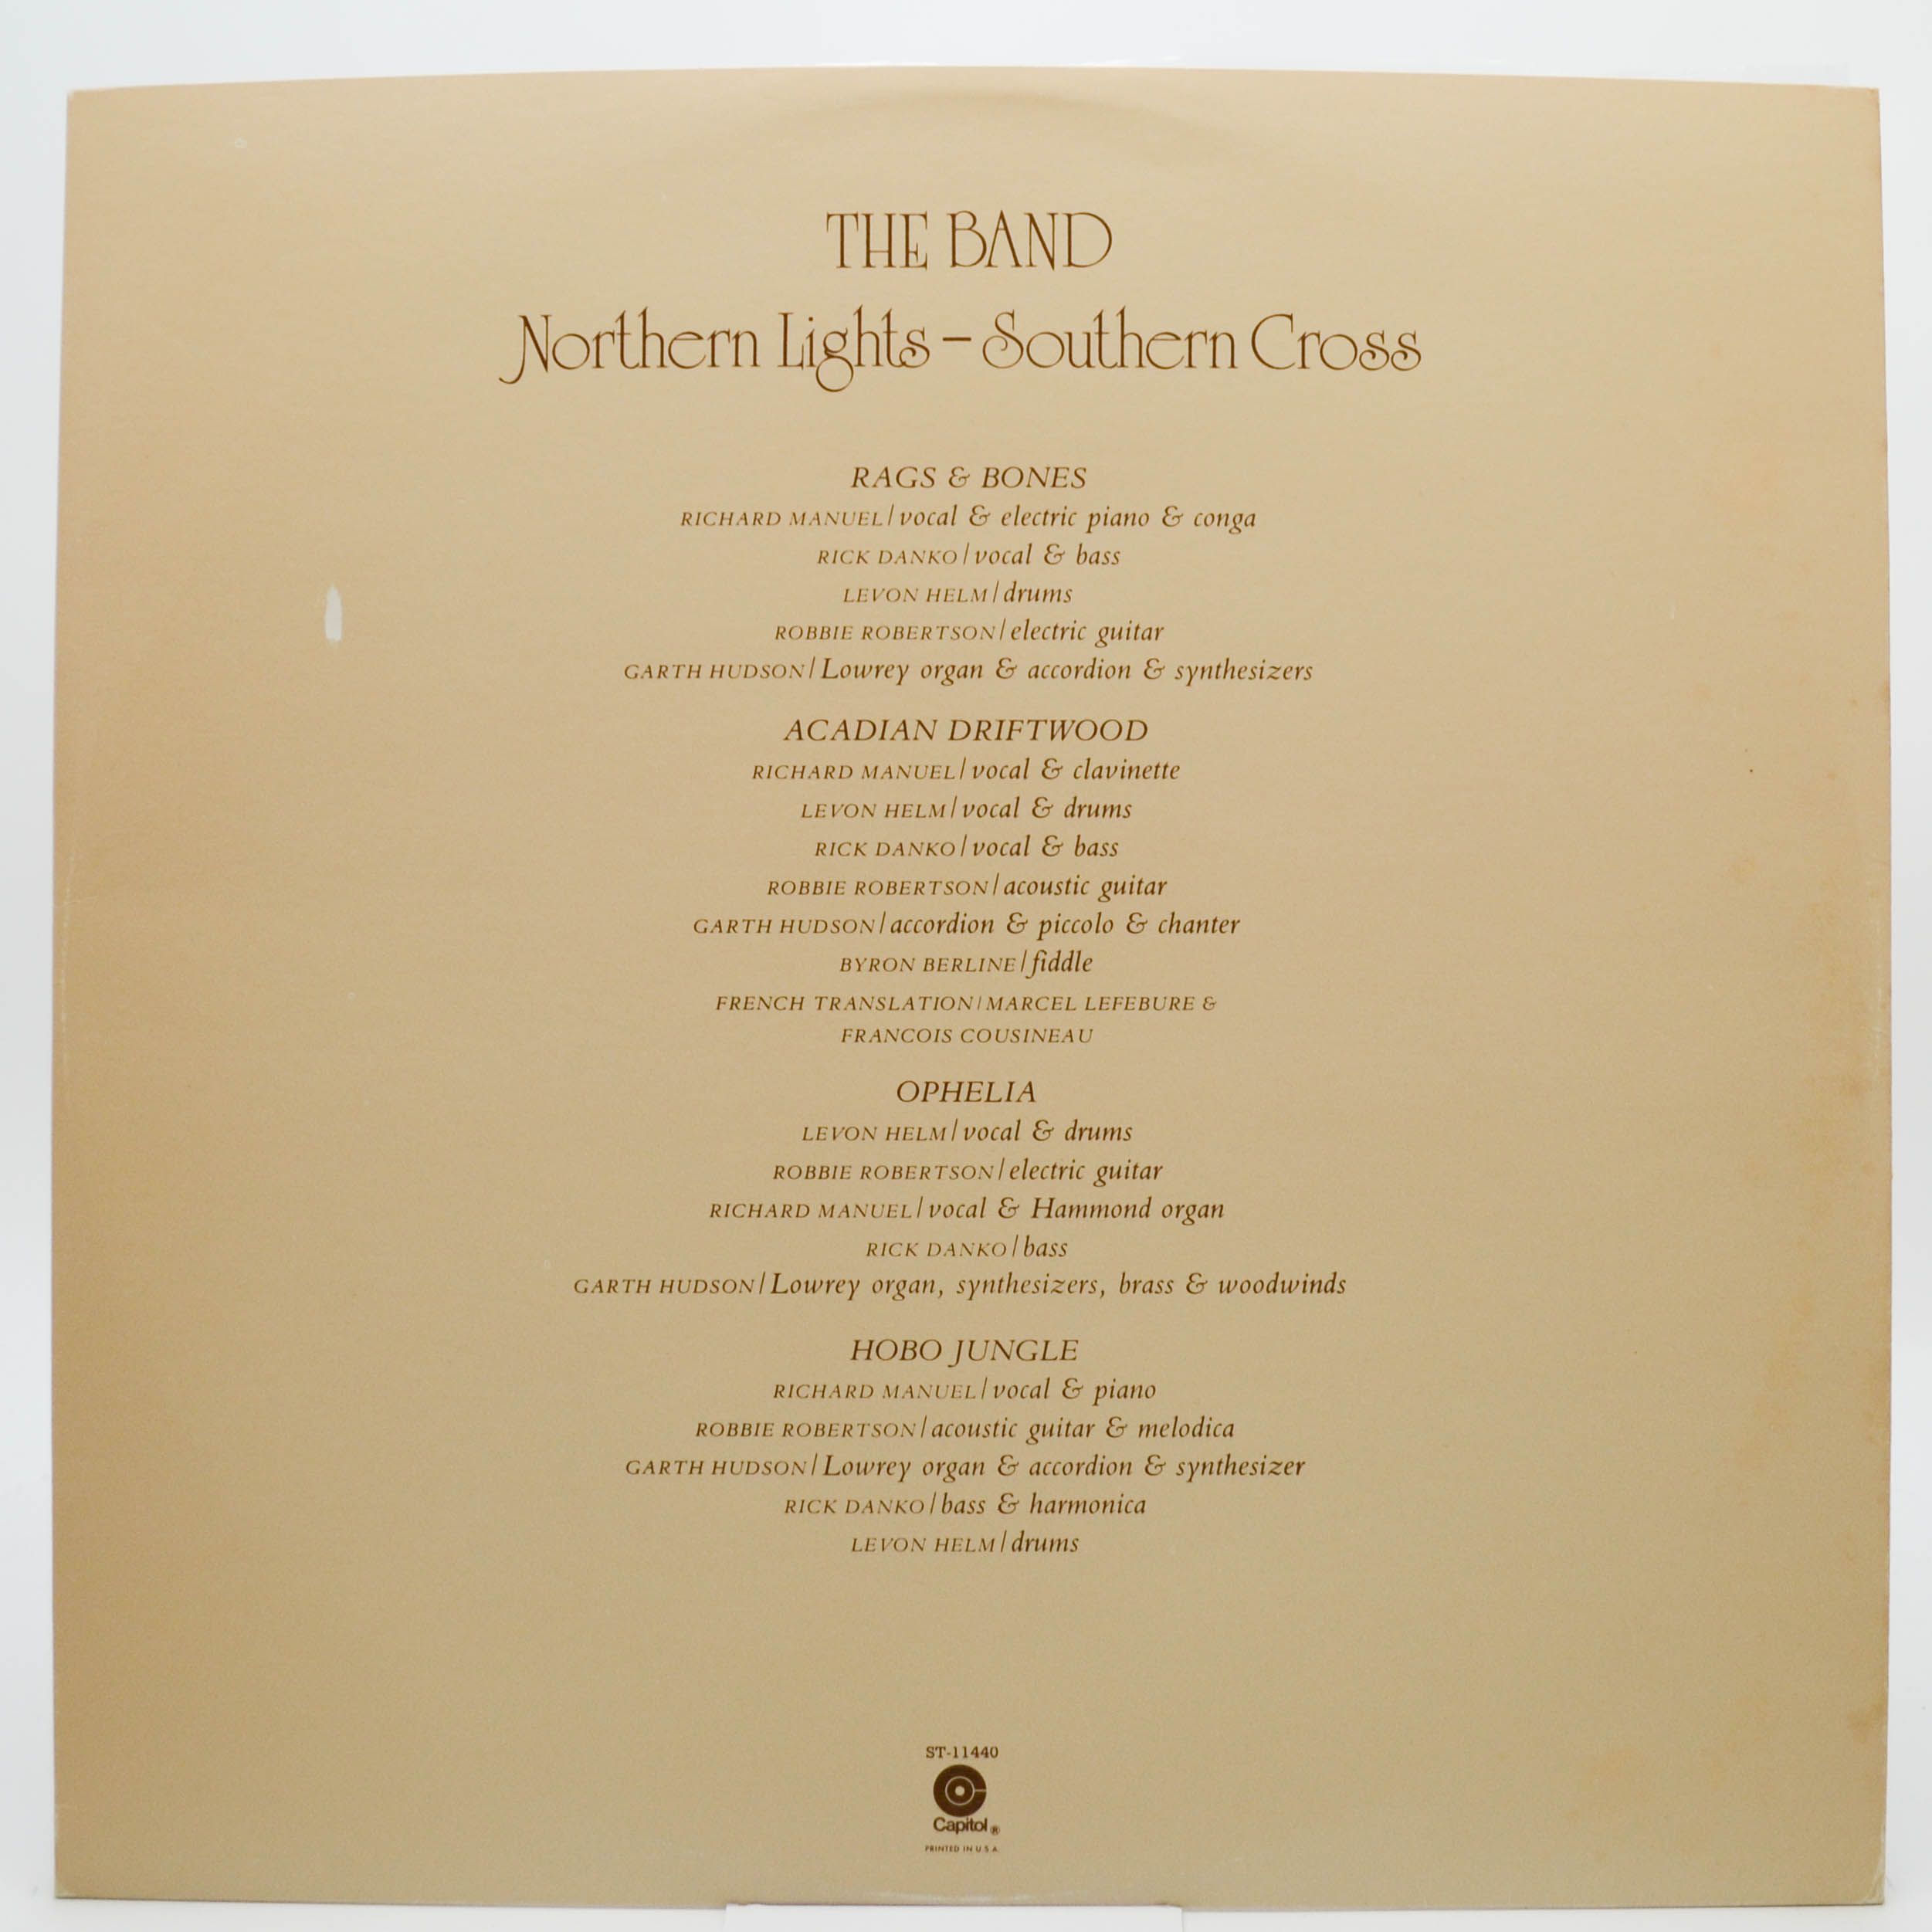 THE BAND
Northern Lights – Southern Cross
RAGS & BONES
RICHARD MANUEL/vocal & electric piano & conga
RICK DANKO/vocal & bass
LEVON HELM/drums
ROBBIE ROBERTSON/electric guitar
GARTH HUDSON/Lowrey organ & accordion & synthesizers
ACADIAN DRIFTWOOD
RICHARD MANUEL/vocal & clavinette
LEVON HELM/vocal & drums
RICK DANKO/vocal & bass
ROBBIE ROBERTSON/acoustic guitar
GARTH HUDSON/accordion & piccolo & chanter
BYRON BERLINE/fiddle
FRENCH TRANSLATION/MARCEL LEFEBURE &
FRANCOIS COUSINEAU
OPHELIA
LEVON HELM/vocal & drums
ROBBIE ROBERTSON/electric guitar
RICHARD MANUEL/vocal & Hammond organ
RICK DANKO/bass
GARTH HUDSON/Lowrey organ, synthesizers, brass & woodwinds
HOBO JUNGLE
RICHARD MANUEL/vocal & piano
ROBBIE ROBERTSON/acoustic guitar & melodica
GARTH HUDSON/Lowrey organ & accordion & synthesizer
RICK DANKO/bass & harmonica
LEVON HELM/drums
ST-11440
Capitol®
PRINTED IN U.S.A.